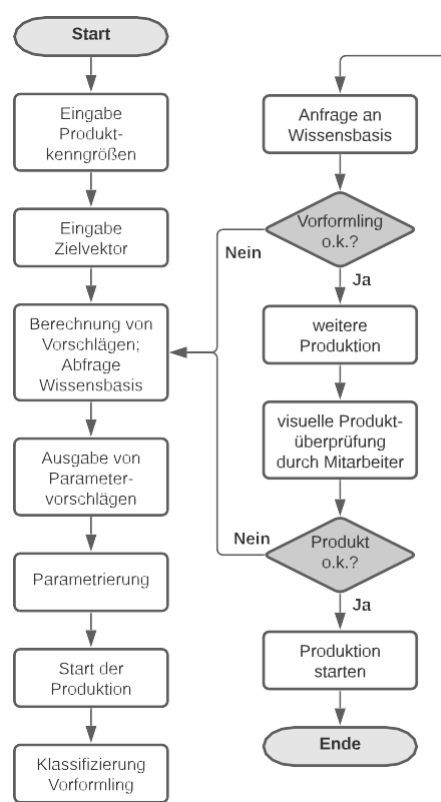 Start
Eingabe
Produkt-
kenngrößen
Eingabe
Zielvektor
Berechnung von
Vorschlägen;
Abfrage
Wissensbasis
Ausgabe von
Parameter-
vorschlägen
Parametrierung
Start der
Produktion
Klassifizierung
Vorformling
Anfrage an
Wissensbasis
Vorformling
o.k.?
Nein
Ja
weitere
Produktion
visuelle Produkt-
überprüfung
durch Mitarbeiter
Nein
Produkt
o.k.?
Ja
Produktion
starten
Ende